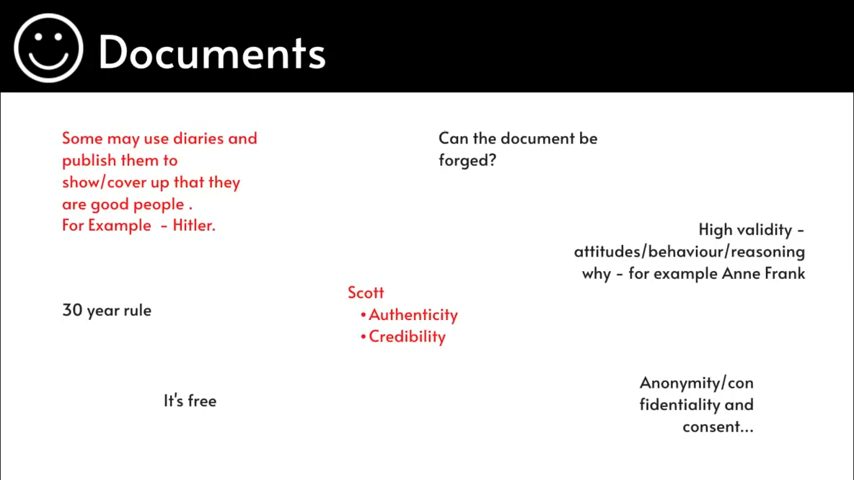 Documents
Some may use diaries and
publish them to
show/cover up that they
are good people .
For Example - Hitler.
Can the document be
forged?
High validity -
attitudes/behaviour/reasoning
why - for example Anne Frank
Scott
•Authenticity
•Credibility
30 year rule
It's free
Anonymity/con
fidentiality and
consent...